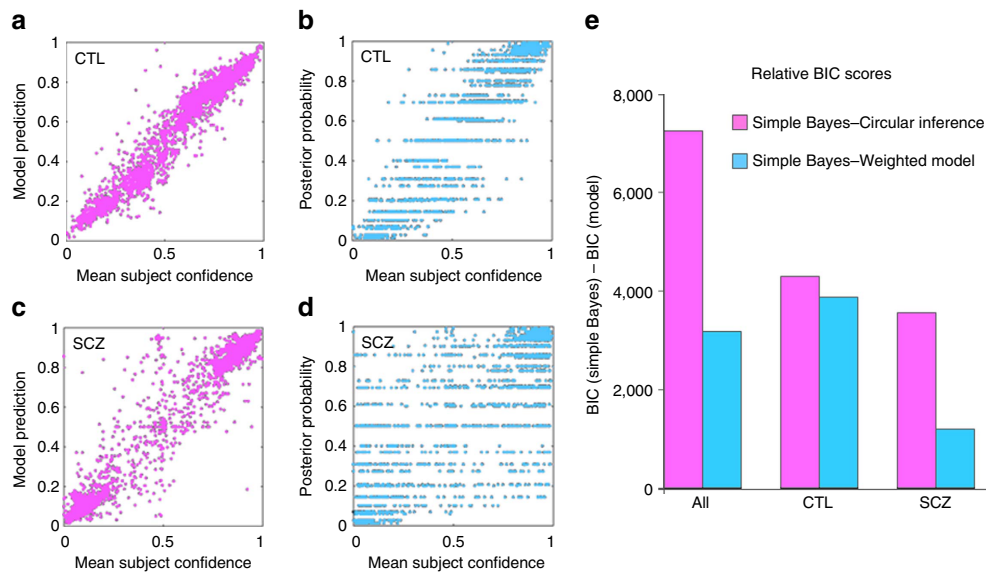 a
CTL
Model prediction
1
0.8
0.6
0.4
0.2
0
0
0.5
1
Mean subject confidence
b
CTL
Posterior probability
1
0.8
0.6
0.4
0.2
0
0
0.5
1
Mean subject confidence
c
SCZ
Model prediction
1
0.8
0.6
0.4
0.2
0
0
0.5
1
Mean subject confidence
d
SCZ
Posterior probability
1
0.8
0.6
0.4
0.2
0
0
0.5
1
Mean subject confidence
e
Relative BIC scores
Simple Bayes–Circular inference
Simple Bayes–Weighted model
BIC (simple Bayes) – BIC (model)
8,000
6,000
4,000
2,000
0
All
CTL
SCZ